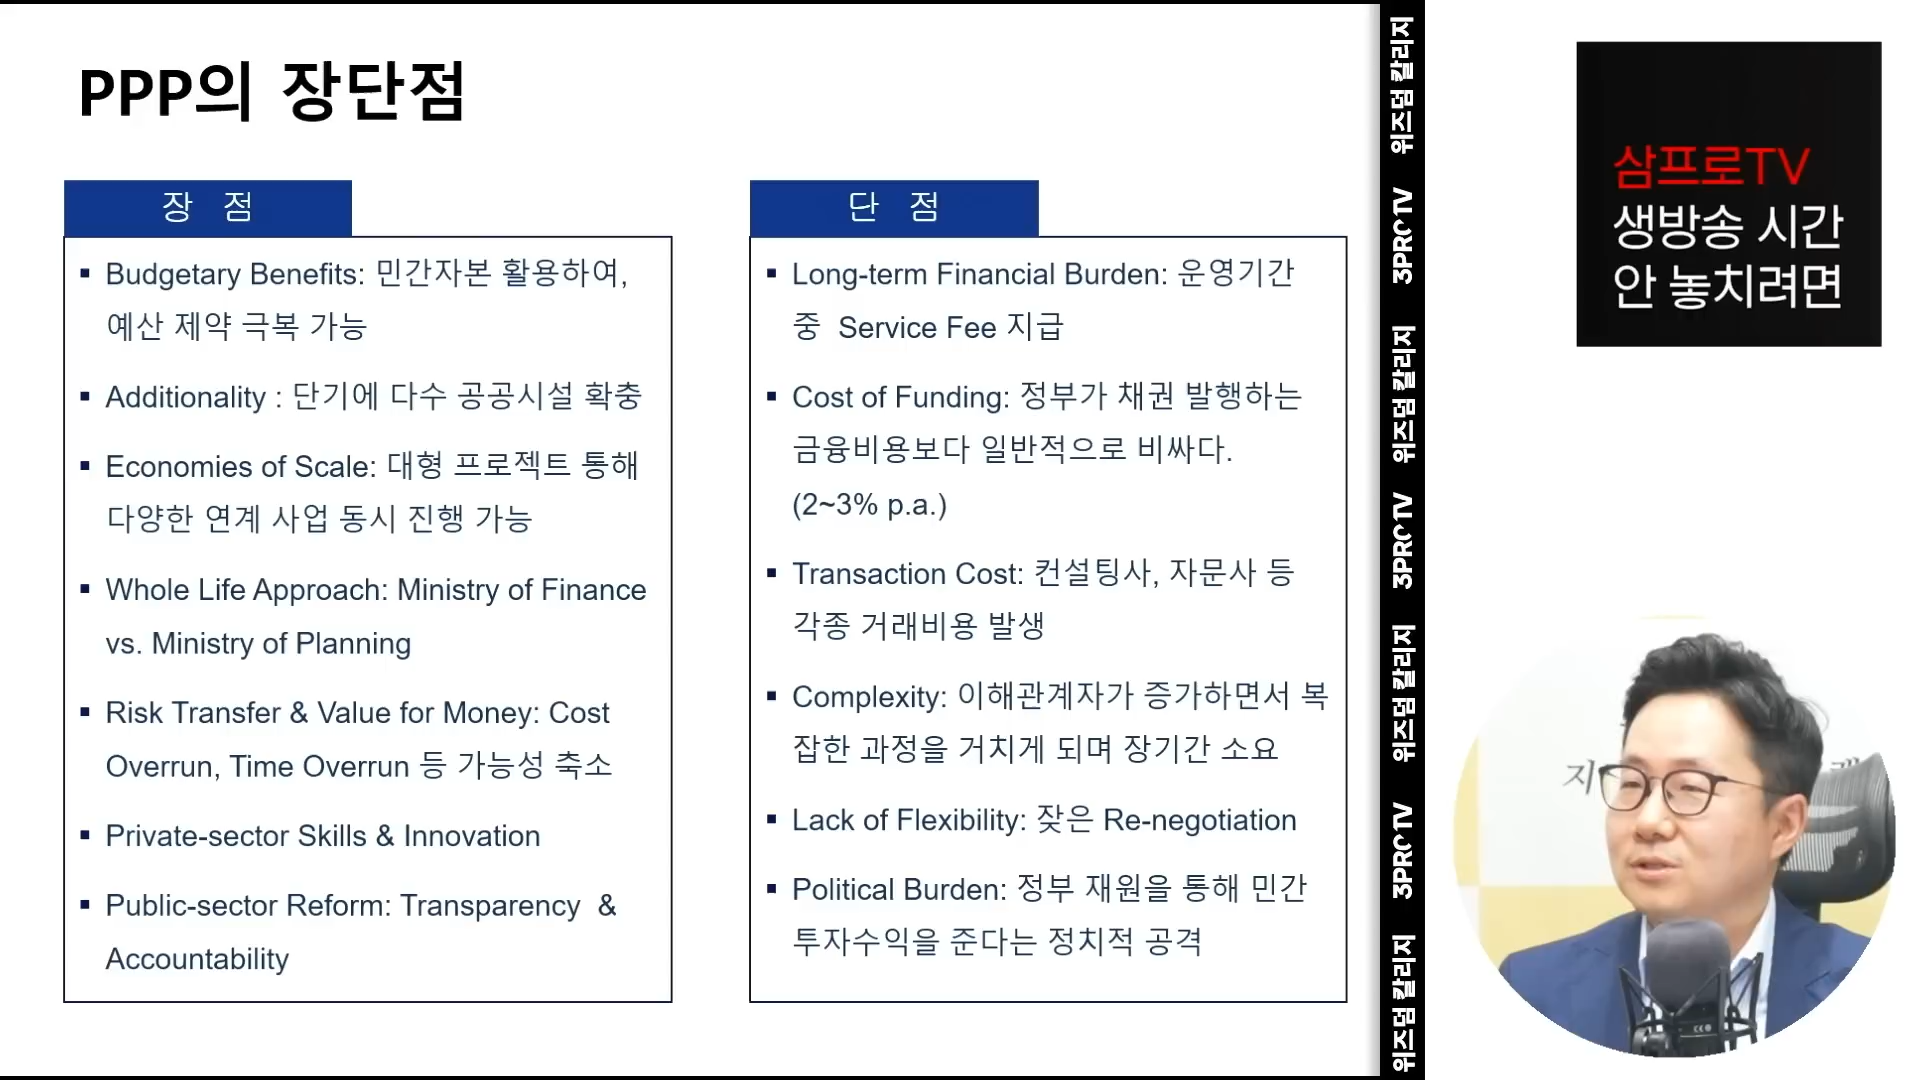 PPP의 장단점
장 점
▪ Budgetary Benefits: 민간자본 활용하여,
예산 제약 극복 가능
▪ Additionality : 단기에 다수 공공시설 확충
▪ Economies of Scale: 대형 프로젝트 통해
다양한 연계 사업 동시 진행 가능
▪ Whole Life Approach: Ministry of Finance
vs. Ministry of Planning
▪ Risk Transfer & Value for Money: Cost
Overrun, Time Overrun 등 가능성 축소
▪ Private-sector Skills & Innovation
▪ Public-sector Reform: Transparency &
Accountability
단 점
▪ Long-term Financial Burden: 운영기간
중 Service Fee 지급
▪ Cost of Funding: 정부가 채권 발행하는
금융비용보다 일반적으로 비싸다.
(2~3% p.a.)
▪ Transaction Cost: 컨설팅사, 자문사 등
각종 거래비용 발생
▪ Complexity: 이해관계자가 증가하면서 복
잡한 과정을 거치게 되며 장기간 소요
▪ Lack of Flexibility: 잦은 Re-negotiation
▪ Political Burden: 정부 재원을 통해 민간
투자수익을 준다는 정치적 공격
위즈덤 칼리지
3PROTV
위즈덤 칼리지
3PROTV
위즈덤 칼리지
3PROTV
위즈덤 칼리지
삼프로TV
생방송 시간
안 놓치려면